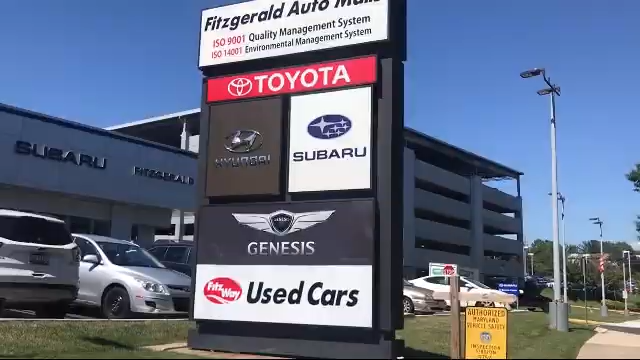 Fitzgerald Auto Malls
ISO 9001 Quality Management System
ISO 14001 Environmental Management System
TOYOTA
HYUNDAI
SUBARU
GENESIS
FitzWay Used Cars
SUBARU
FITZGERALD
AUTHORIZED
MARYLAND VEHICLE SAFETY
INSPECTION
STATION